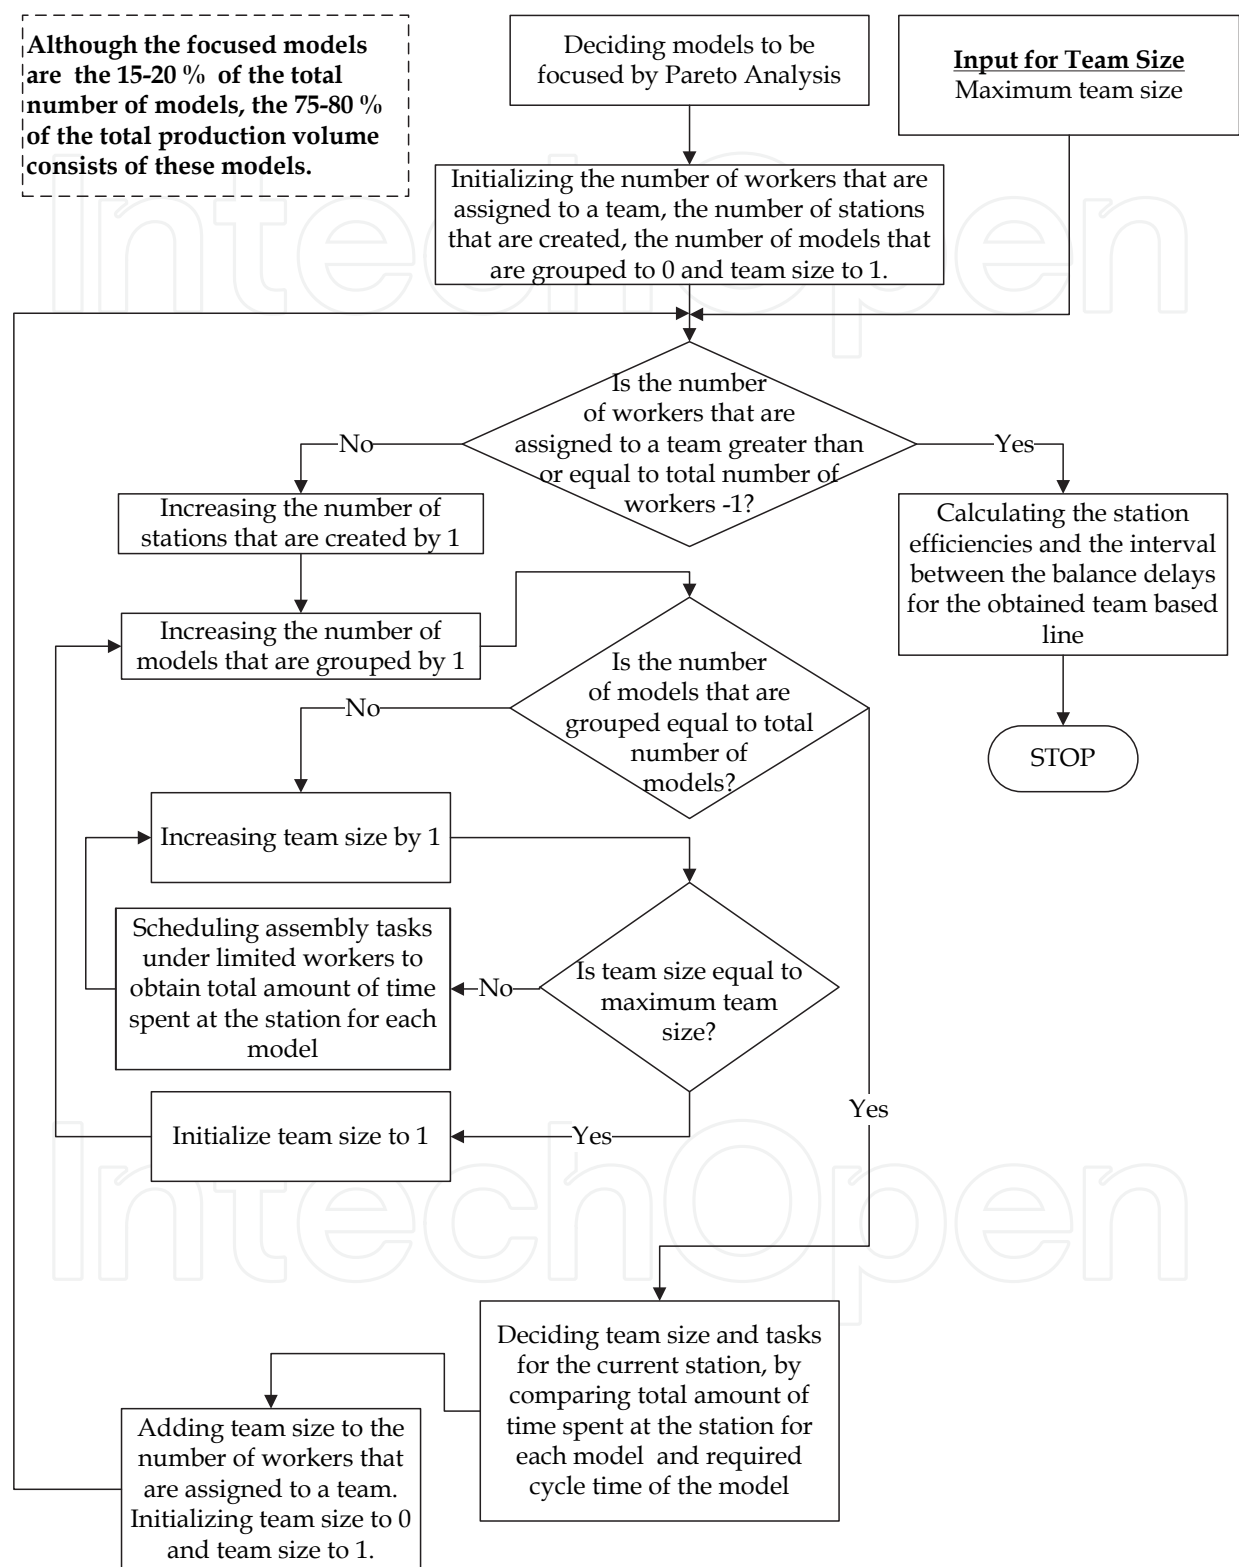 Although the focused models
are the 15-20 % of the total
number of models, the 75-80 %
of the total production volume
consists of these models.
Deciding models to be
focused by Pareto Analysis
Input for Team Size
Maximum team size
Initializing the number of workers that are
assigned to a team, the number of stations
that are created, the number of models that
are grouped to 0 and team size to 1.
Is the number
of workers that are
assigned to a team greater than
or equal to total number of
workers -1?
No
Yes
Increasing the number of
stations that are created by 1
Calculating the station
efficiencies and the interval
between the balance delays
for the obtained team based
line
Increasing the number of
models that are grouped by 1
Is the number
of models that are
grouped equal to total
number of
models?
No
STOP
Increasing team size by 1
Scheduling assembly tasks
under limited workers to
obtain total amount of time
spent at the station for each
model
No
Is team size equal to
maximum team
size?
Yes
Initialize team size to 1
Yes
Deciding team size and tasks
for the current station, by
comparing total amount of
time spent at the station for
each model and required
cycle time of the model
Adding team size to the
number of workers that
are assigned to a team.
Initializing team size to 0
and team size to 1.
IntechOpen
IntechOpen